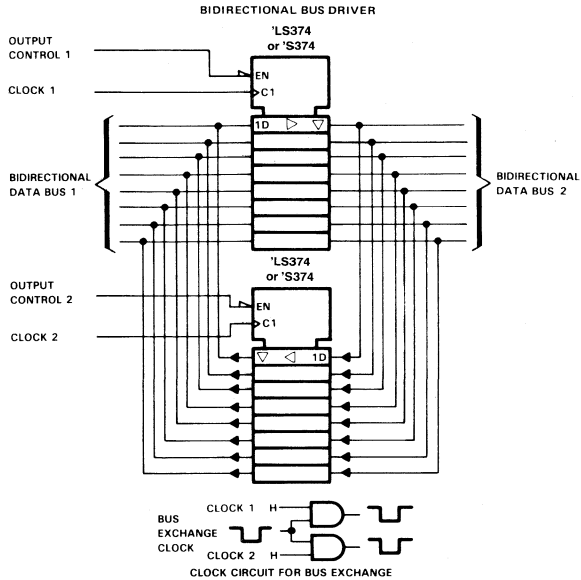 BIDIRECTIONAL BUS DRIVER
'LS374
or 'S374
OUTPUT
CONTROL 1
EN
CLOCK 1
C1
1D
BIDIRECTIONAL
DATA BUS 1
BIDIRECTIONAL
DATA BUS 2
'LS374
or 'S374
OUTPUT
CONTROL 2
EN
C1
CLOCK 2
1D
CLOCK 1 H
BUS
EXCHANGE
CLOCK
CLOCK 2 H
CLOCK CIRCUIT FOR BUS EXCHANGE